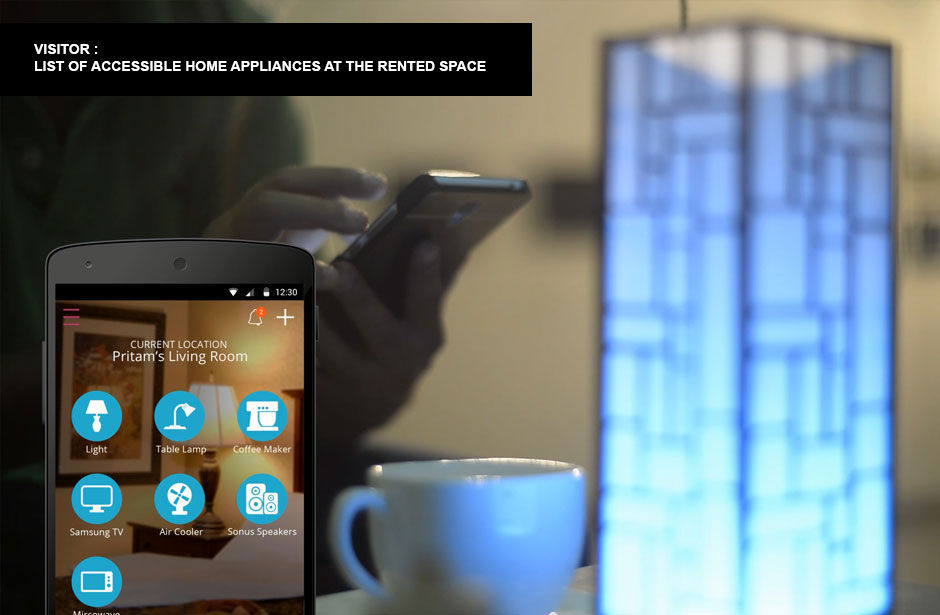 VISITOR :
LIST OF ACCESSIBLE HOME APPLIANCES AT THE RENTED SPACE
12:30
2
CURRENT LOCATION
Pritam's Living Room
Light
Table Lamp
Coffee Maker
Samsung TV
Air Cooler
Sonus Speakers
Mircowave